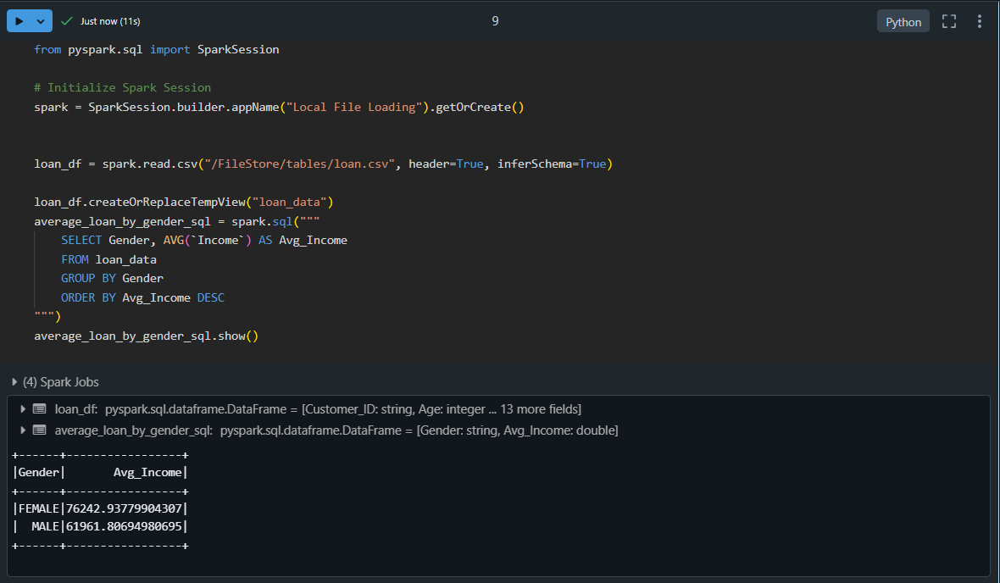 Just now (11s)
9
Python
from pyspark.sql import SparkSession
# Initialize Spark Session
spark = SparkSession.builder.appName("Local File Loading").getOrCreate()
loan_df = spark.read.csv("/FileStore/tables/loan.csv", header=True, inferSchema=True)
loan_df.createOrReplaceTempView("loan_data")
average_loan_by_gender_sql = spark.sql("""
    SELECT Gender, AVG(`Income`) AS Avg_Income
    FROM loan_data
    GROUP BY Gender
    ORDER BY Avg_Income DESC
""")
average_loan_by_gender_sql.show()
(4) Spark Jobs
loan_df: pyspark.sql.dataframe.DataFrame = [Customer_ID: string, Age: integer ... 13 more fields]
average_loan_by_gender_sql: pyspark.sql.dataframe.DataFrame = [Gender: string, Avg_Income: double]
+------+-----------------+
|Gender|       Avg_Income|
+------+-----------------+
|FEMALE|76242.93779904307|
|  MALE|61961.80694980695|
+------+-----------------+